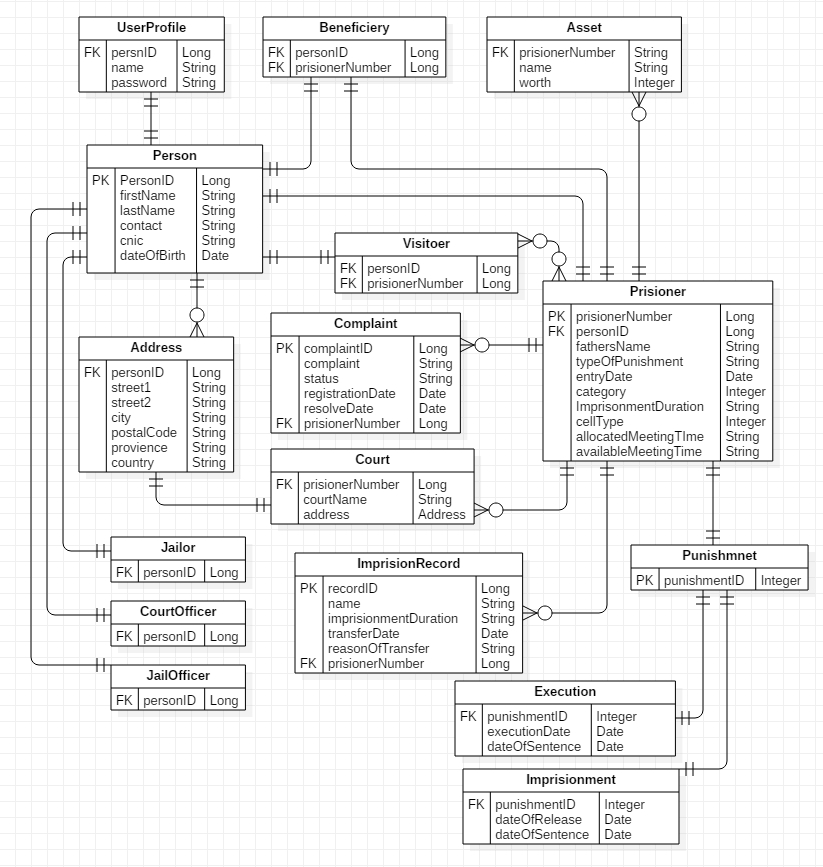 UserProfile
FK persnID Long
name String
password String
Beneficiery
FK personID Long
FK prisionerNumber Long
Asset
FK prisionerNumber String
name String
worth Integer
Person
PK PersonID Long
firstName String
lastName String
contact String
cnic String
dateOfBirth Date
Visitoer
FK personID Long
FK prisionerNumber Long
Prisioner
PK prisionerNumber Long
FK personID Long
fathersName String
typeOfPunishment String
entryDate Date
category Integer
ImprisonmentDuration String
cellType Integer
allocatedMeetingTIme String
availableMeetingTime String
Complaint
PK complaintID Long
complaint String
status String
registrationDate Date
resolveDate Date
FK prisionerNumber Long
Address
FK personID Long
street1 String
street2 String
city String
postalCode String
provience String
country String
Court
FK prisionerNumber Long
courtName String
address Address
Jailor
FK personID Long
ImprisionRecord
PK recordID Long
name String
imprisionmentDuration String
transferDate Date
reasonOfTransfer String
FK prisionerNumber Long
Punishmnet
PK punishmentID Integer
CourtOfficer
FK personID Long
JailOfficer
FK personID Long
Execution
FK punishmentID Integer
executionDate Date
dateOfSentence Date
Imprisionment
FK punishmentID Integer
dateOfRelease Date
dateOfSentence Date